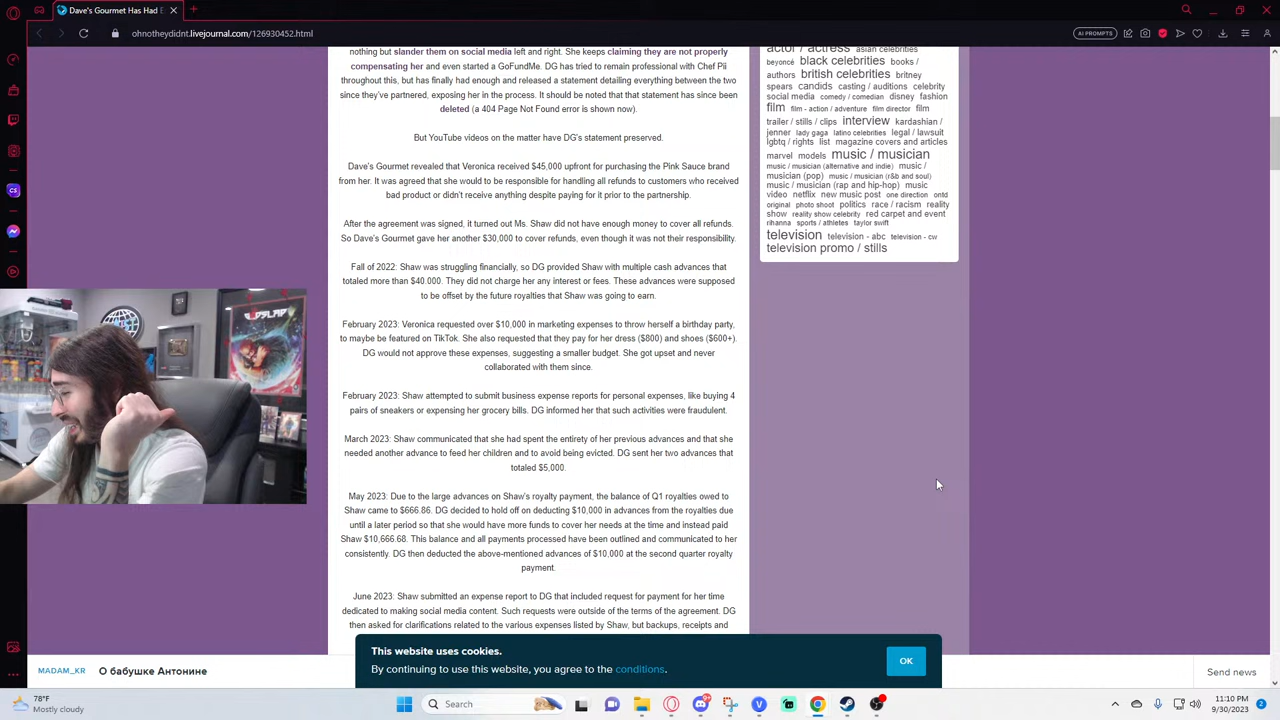 Dave's Gourmet Has Had E
ohnotheydidnt.livejournal.com/126930452.html
AI PROMPTS
nothing but slander them on social media left and right. She keeps claiming they are not properly
compensating her and even started a GoFundMe. DG has tried to remain professional with Chef Pii
throughout this, but has finally had enough and released a statement detailing everything between the two
since they've partnered, exposing her in the process. It should be noted that that statement has since been
deleted (a 404 Page Not Found error is shown now).
But YouTube videos on the matter have DG's statement preserved.
Dave's Gourmet revealed that Veronica received $45,000 upfront for purchasing the Pink Sauce brand
from her. It was agreed that she would to be responsible for handling all refunds to customers who received
bad product or didn't receive anything despite paying for it prior to the partnership.
After the agreement was signed, it turned out Ms. Shaw did not have enough money to cover all refunds.
So Dave's Gourmet gave her another $30,000 to cover refunds, even though it was not their responsibility.
Fall of 2022: Shaw was struggling financially, so DG provided Shaw with multiple cash advances that
totaled more than $40.000. They did not charge her any interest or fees. These advances were supposed
to be offset by the future royalties that Shaw was going to earn.
February 2023: Veronica requested over $10,000 in marketing expenses to throw herself a birthday party,
to maybe be featured on TikTok. She also requested that they pay for her dress ($800) and shoes ($600+).
DG would not approve these expenses, suggesting a smaller budget. She got upset and never
collaborated with them since.
February 2023: Shaw attempted to submit business expense reports for personal expenses, like buying 4
pairs of sneakers or expensing her grocery bills. DG informed her that such activities were fraudulent.
March 2023: Shaw communicated that she had spent the entirety of her previous advances and that she
needed another advance to feed her children and to avoid being evicted. DG sent her two advances that
totaled $5,000.
May 2023: Due to the large advances on Shaw's royalty payment, the balance of Q1 royalties owed to
Shaw came to $666.86. DG decided to hold off on deducting $10,000 in advances from the royalties due
until a later period so that she would have more funds to cover her needs at the time and instead paid
Shaw $10,666.68. This balance and all payments processed have been outlined and communicated to her
consistently. DG then deducted the above-mentioned advances of $10,000 at the second quarter royalty
payment.
June 2023: Shaw submitted an expense report to DG that included request for payment for her time
dedicated to making social media content. Such requests were outside of the terms of the agreement. DG
then asked for clarifications related to the various expenses listed by Shaw, but backups, receipts and
actor / actress asian celebrities
beyoncé black celebrities books /
authors british celebrities britney
spears candids casting / auditions celebrity
social media comedy / comedian disney fashion
film film - action / adventure film director film
trailer / stills / clips interview kardashian /
jenner lady gaga latino celebrities legal / lawsuit
lgbtq / rights list magazine covers and articles
marvel models music / musician
music / musician (alternative and indie) music /
musician (pop) music / musician (r&b and soul)
music / musician (rap and hip-hop) music
video netflix new music post one direction ontd
original photo shoot politics race / racism reality
show reality show celebrity red carpet and event
rihanna sports / athletes taylor swift
television television - abc television - cw
television promo / stills
This website uses cookies.
By continuing to use this website, you agree to the conditions.
OK
MADAM_KR О бабушке Антонине
Send news
78°F
Mostly cloudy
Search
9+
11:10 PM
9/30/2023
2